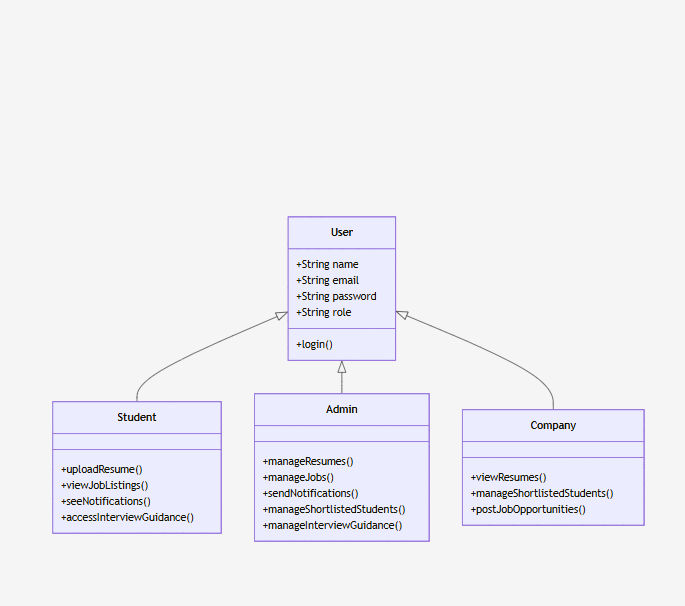 User
+String name
+String email
+String password
+String role
+login()
Student
+uploadResume()
+viewJobListings()
+seeNotifications()
+accessInterviewGuidance()
Admin
+manageResumes()
+manageJobs()
+sendNotifications()
+manageShortlistedStudents()
+manageInterviewGuidance()
Company
+viewResumes()
+manageShortlistedStudents()
+postJobOpportunities()